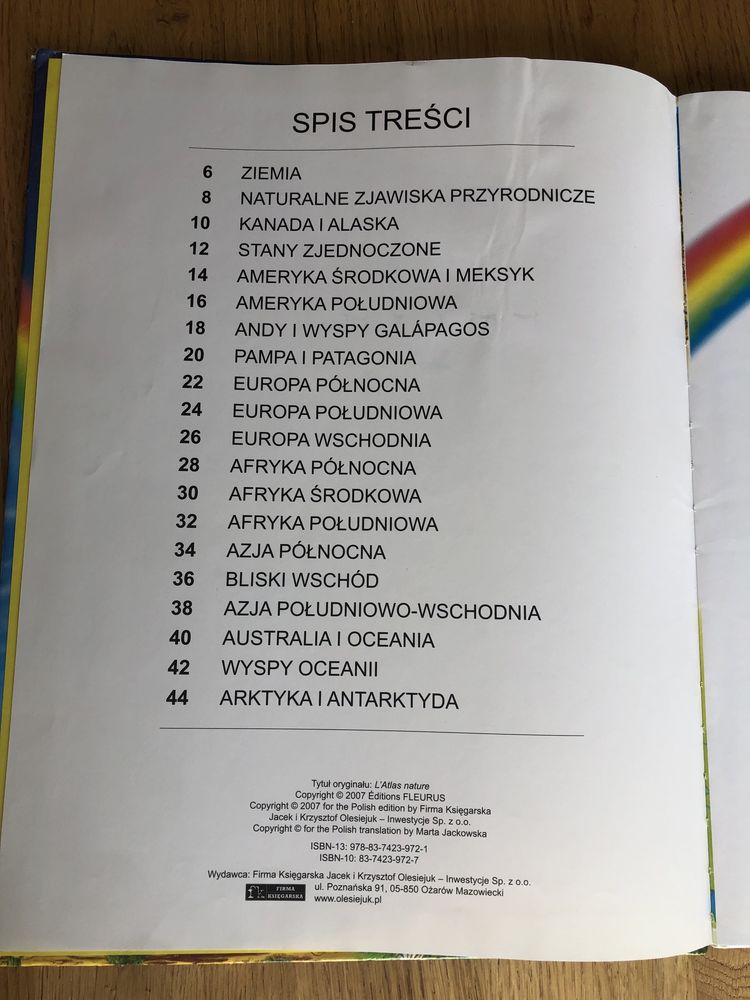 SPIS TREŚCI
6 ZIEMIA
8 NATURALNE ZJAWISKA PRZYRODNICZE
10 KANADA I ALASKA
12 STANY ZJEDNOCZONE
14 AMERYKA ŚRODKOWA I MEKSYK
16 AMERYKA POŁUDNIOWA
18 ANDY I WYSPY GALÁPAGOS
20 PAMPA I PATAGONIA
22 EUROPA PÓŁNOCNA
24 EUROPA POŁUDNIOWA
26 EUROPA WSCHODNIA
28 AFRYKA PÓŁNOCNA
30 AFRYKA ŚRODKOWA
32 AFRYKA POŁUDNIOWA
34 AZJA PÓŁNOCNA
36 BLISKI WSCHÓD
38 AZJA POŁUDNIOWO-WSCHODNIA
40 AUSTRALIA I OCEANIA
42 WYSPY OCEANII
44 ARKTYKA I ANTARKTYDA
Tytuł oryginału: L'Atlas nature
Copyright © 2007 Éditions FLEURUS
Copyright © 2007 for the Polish edition by Firma Księgarska
Jacek i Krzysztof Olesiejuk – Inwestycje Sp. z o.o.
Copyright © for the Polish translation by Marta Jackowska
ISBN-13: 978-83-7423-972-1
ISBN-10: 83-7423-972-7
Wydawca: Firma Księgarska Jacek i Krzysztof Olesiejuk – Inwestycje Sp. z o.o.
ul. Poznańska 91, 05-850 Ożarów Mazowiecki
www.olesiejuk.pl
fk FIRMA
KSIĘGARSKA